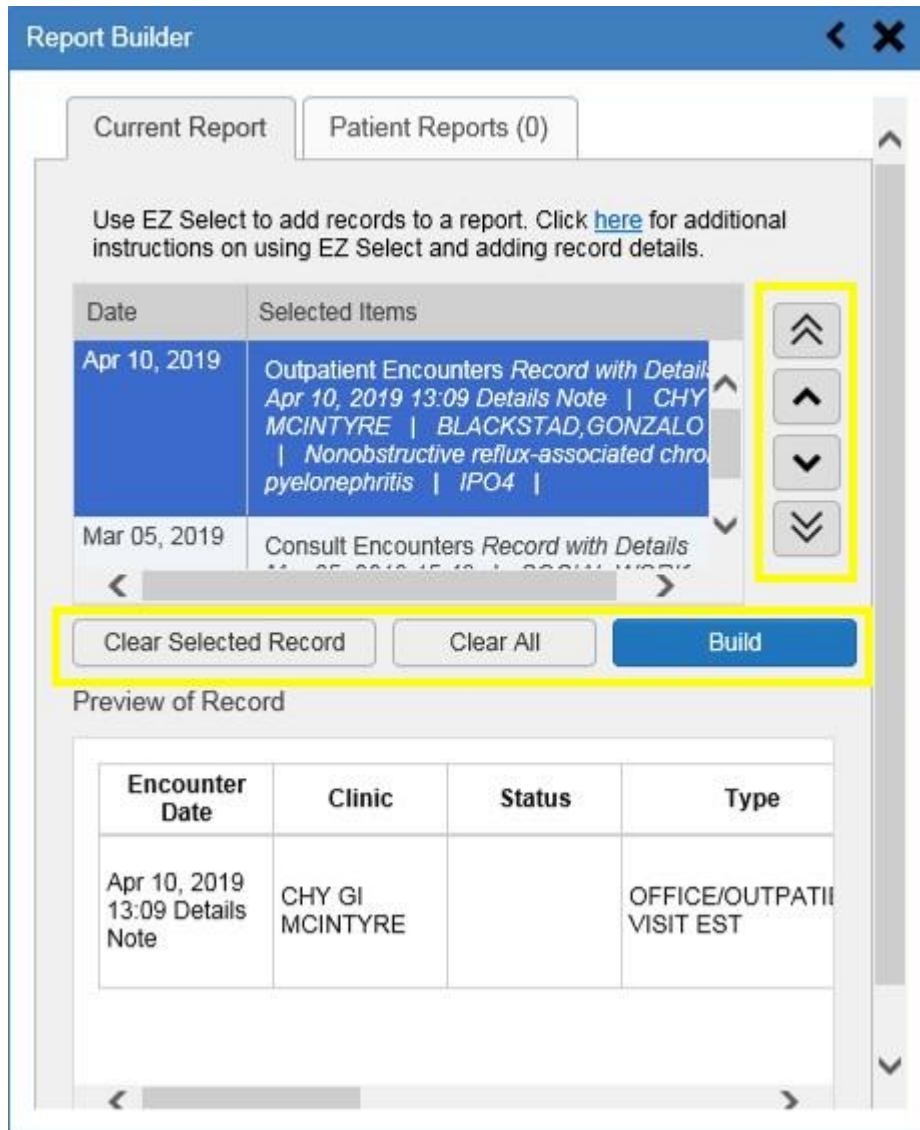 Report Builder
Current Report
Patient Reports (0)
Use EZ Select to add records to a report. Click here for additional
instructions on using EZ Select and adding record details.
Date
Selected Items
Apr 10, 2019
Outpatient Encounters Record with Detail
Apr 10, 2019 13:09 Details Note | CHY
MCINTYRE | BLACKSTAD,GONZALO
| Nonobstructive reflux-associated chro
pyelonephritis | IPO4 |
Mar 05, 2019
Consult Encounters Record with Details
Clear Selected Record
Clear All
Build
Preview of Record
Encounter
Date
Clinic
Status
Type
Apr 10, 2019
13:09 Details
Note
CHY GI
MCINTYRE
OFFICE/OUTPATIE
VISIT EST